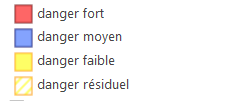 danger fort
danger moyen
danger faible
danger résiduel